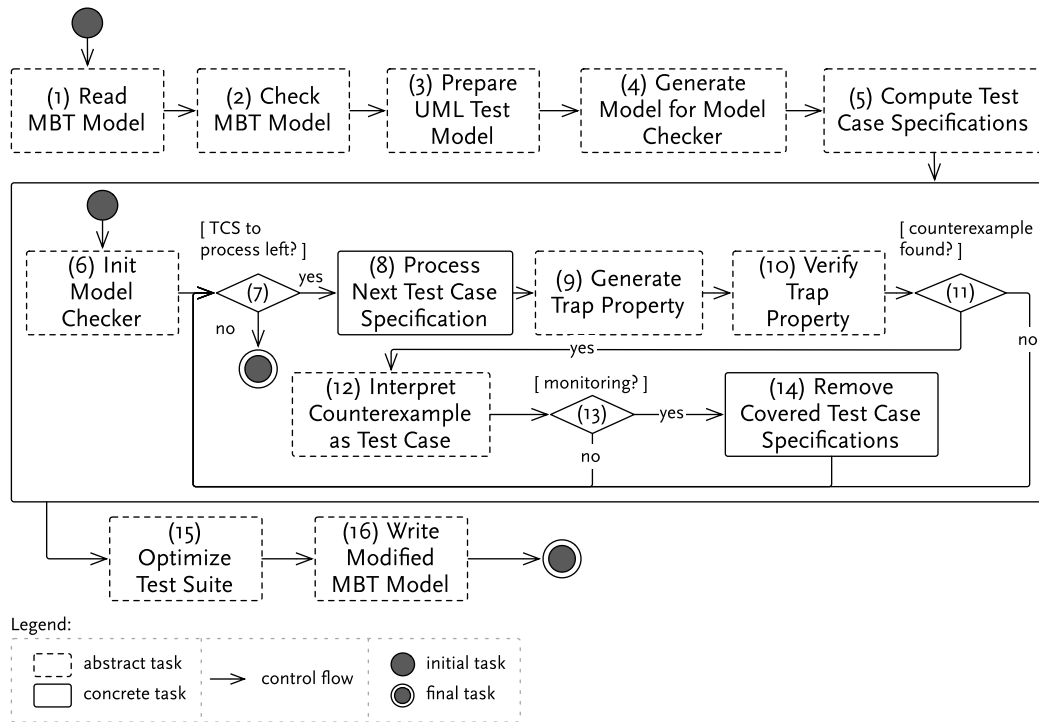 (1) Read
MBT Model
(2) Check
MBT Model
(3) Prepare
UML Test
Model
(4) Generate
Model for Model
Checker
(5) Compute Test
Case Specifications
[ TCS to
process left? ]
[ counterexample
found? ]
(6) Init
Model
Checker
(7)
yes
no
(8) Process
Next Test Case
Specification
(9) Generate
Trap Property
(10) Verify
Trap
Property
(11)
no
yes
(12) Interpret
Counterexample
as Test Case
[ monitoring? ]
(13)
yes
no
(14) Remove
Covered Test Case
Specifications
(15)
Optimize
Test Suite
(16) Write
Modified
MBT Model
Legend:
abstract task
concrete task
control flow
initial task
final task